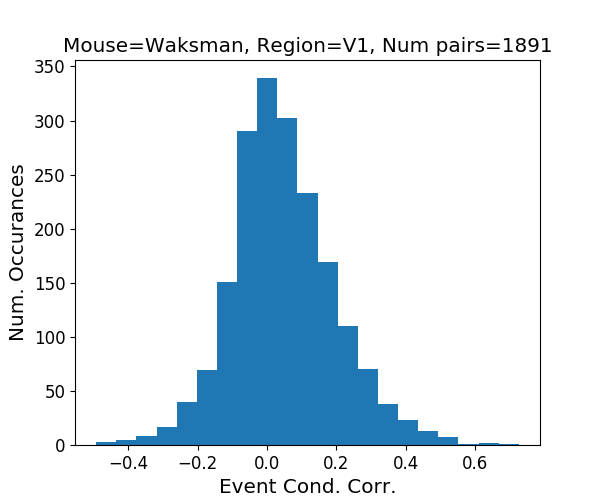 Mouse=Waksman, Region=V1, Num pairs=1891
350
300
250
200
150
100
50
0
Num. Occurances
−0.4 −0.2 0.0 0.2 0.4 0.6
Event Cond. Corr.